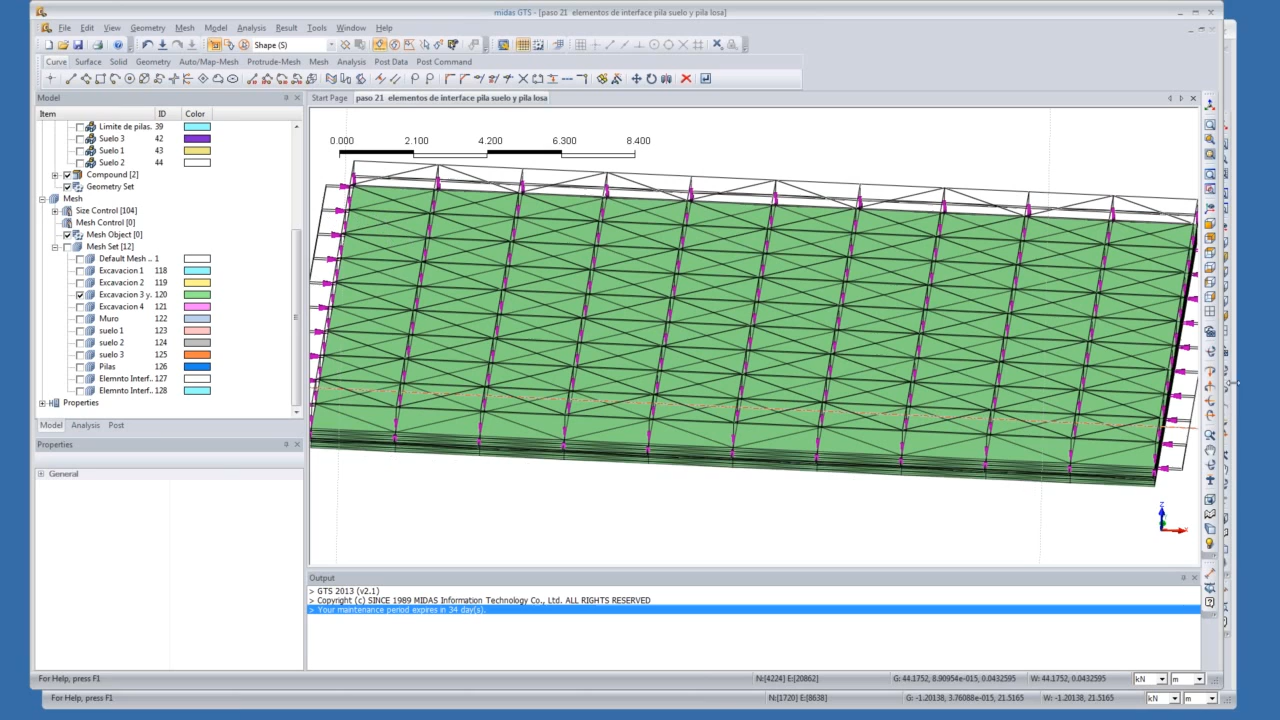 midas GTS - [paso 21 elementos de interface pila suelo y pila losa]
File Edit View Geometry Mesh Model Analysis Result Tools Window Help
Shape (S)
Curve Surface Solid Geometry Auto/Map-Mesh Protrude-Mesh Mesh Analysis Post Data Post Command
Model
Start Page paso 21 elementos de interface pila suelo y pila losa
Item ID Color
Limite de pilas. 39
Suelo 3 42
Suelo 1 43
Suelo 2 44
Compound [2]
Geometry Set
Mesh
Size Control [104]
Mesh Control [0]
Mesh Object [0]
Mesh Set [12]
Default Mesh .. 1
Excavacion 1 118
Excavacion 2 119
Excavacion 3 y. 120
Excavacion 4 121
Muro 122
suelo 1 123
suelo 2 124
suelo 3 125
Pilas 126
Elemnto Interf.. 127
Elemnto Interf.. 128
Properties
Model Analysis Post
Properties
General
0.000 2.100 4.200 6.300 8.400
Output
> GTS 2013 (v2.1)
> Copyright (c) SINCE 1989 MIDAS Information Technology Co., Ltd. ALL RIGHTS RESERVED
> Your maintenance period expires in 34 day(s).
For Help, press F1 N:[4224] E:[20862] G: 44.1752, 8.90954e-015, 0.0432595 W: 44.1752, 0.0432595 kN m
For Help, press F1 N:[1720] E:[8638] G: -1.20138, 3.76088e-015, 21.5165 W: -1.20138, 21.5165 kN m